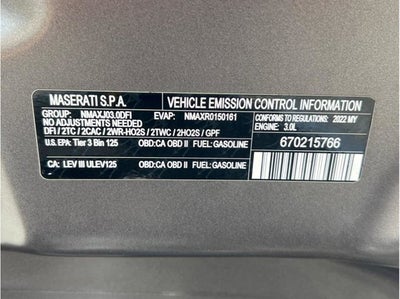 MASERATI S.P.A. VEHICLE EMISSION CONTROL INFORMATION
GROUP: NMAXJ03.0DFI EVAP: NMAXR0150161 CONFORMS TO REGULATIONS: 2022 MY
NO ADJUSTMENTS NEEDED ENGINE: 3.0L
DFI / 2TC / 2CAC / 2WR-HO2S / 2TWC / 2HO2S / GPF
U.S. EPA: Tier 3 Bin 125 OBD:CA OBD II FUEL:GASOLINE 670215766
CA: LEV III ULEV125 OBD:CA OBD II FUEL:GASOLINE